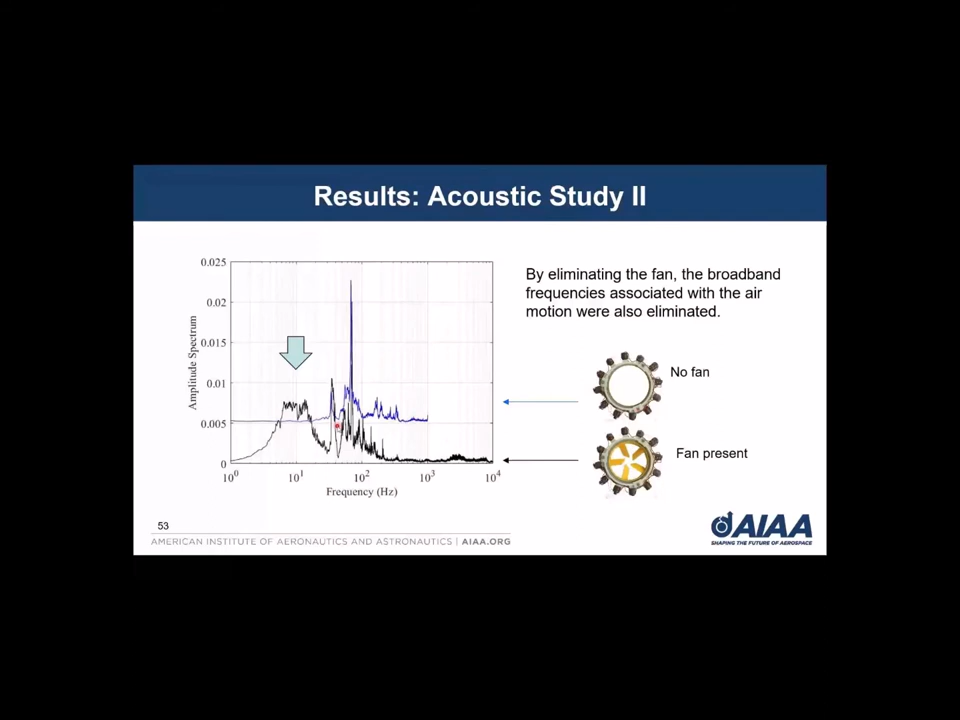 Results: Acoustic Study II
0.025
0.02
0.015
0.01
0.005
0
Amplitude Spectrum
10^0
10^1
10^2
10^3
10^4
Frequency (Hz)
By eliminating the fan, the broadband
frequencies associated with the air
motion were also eliminated.
No fan
Fan present
53
AMERICAN INSTITUTE OF AERONAUTICS AND ASTRONAUTICS | AIAA.ORG
AIAA
SHAPING THE FUTURE OF AEROSPACE